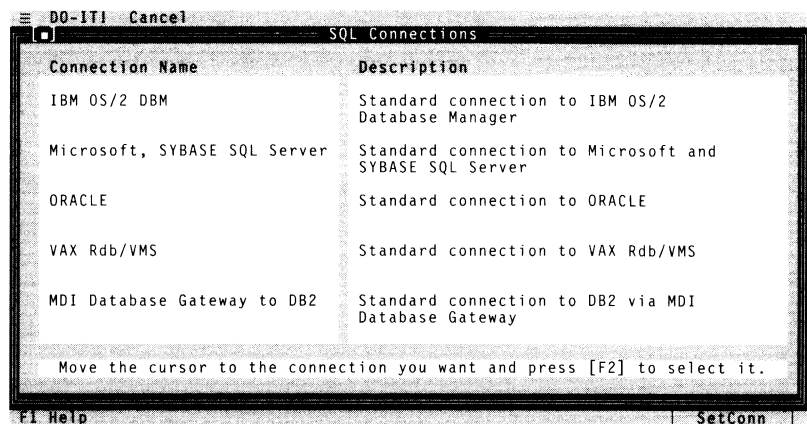 ≡ DO-IT! Cancel
SQL Connections
Connection Name Description
IBM OS/2 DBM Standard connection to IBM OS/2
Database Manager
Microsoft, SYBASE SQL Server Standard connection to Microsoft and
SYBASE SQL Server
ORACLE Standard connection to ORACLE
VAX Rdb/VMS Standard connection to VAX Rdb/VMS
MDI Database Gateway to DB2 Standard connection to DB2 via MDI
Database Gateway
Move the cursor to the connection you want and press [F2] to select it.
F1 Help SetConn